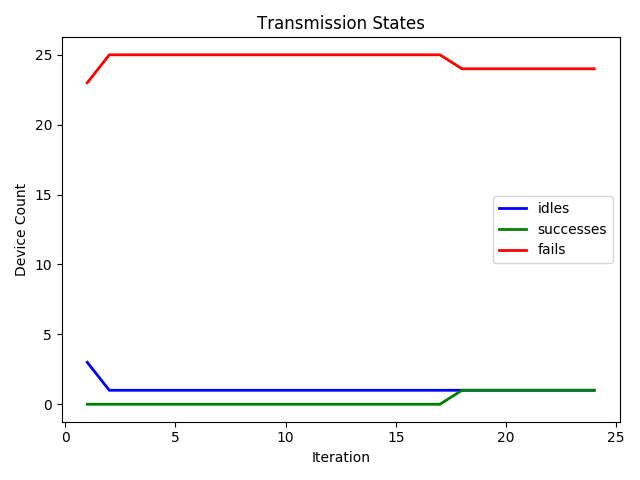 Transmission States
25
20
15
10
5
0
Device Count
idles
successes
fails
0 5 10 15 20 25
Iteration